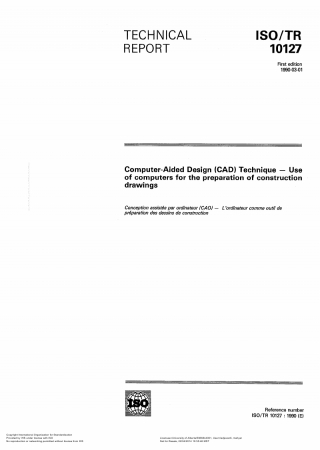 TECHNICAL
REPORT
ISO/TR
10127
First edition
1990-03-01
Computer-Aided Design (CAD) Technique — Use
of computers for the preparation of construction
drawings
Conception assistée par ordinateur (CAO) — L'ordinateur comme outil de
préparation des dessins de construction
ISO
Reference number
ISO/TR 10127 : 1990 (E)